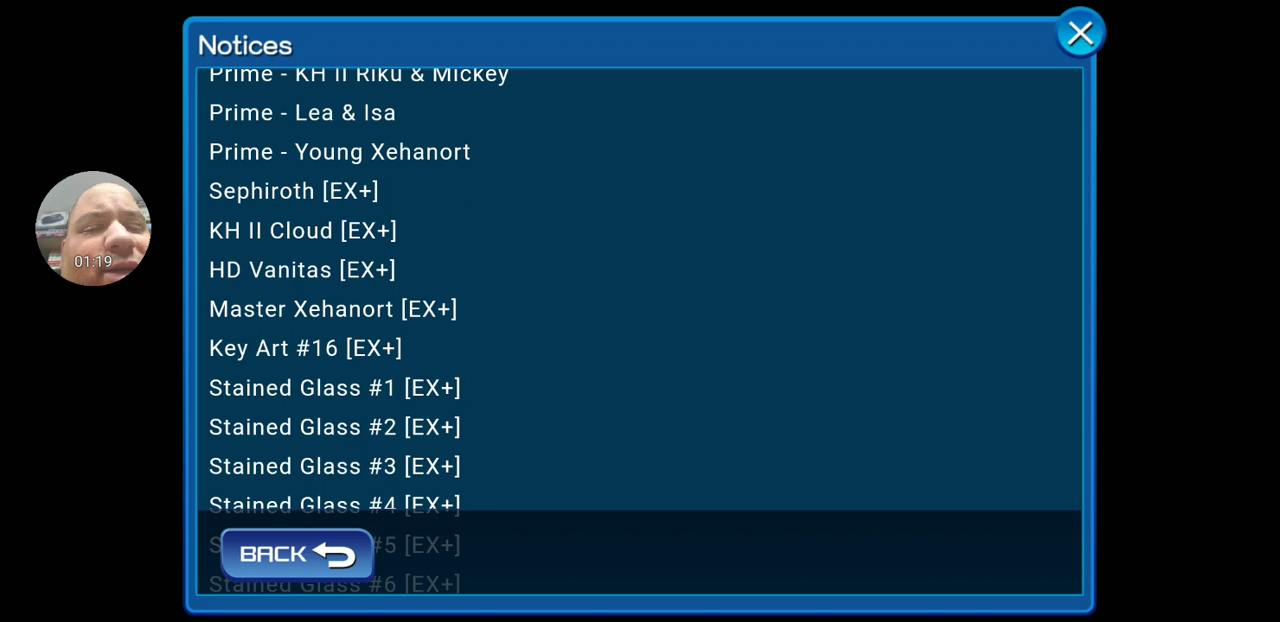 Notices
Prime - KH II Riku & Mickey
Prime - Lea & Isa
Prime - Young Xehanort
Sephiroth [EX+]
KH II Cloud [EX+]
HD Vanitas [EX+]
Master Xehanort [EX+]
01:19
Key Art #16 [EX+]
Stained Glass #1 [EX+]
Stained Glass #2 [EX+]
Stained Glass #3 [EX+]
Stained Glass #4 [EX+]
#5 [EX+]
BACK
Stained Glass #6 [EX+]